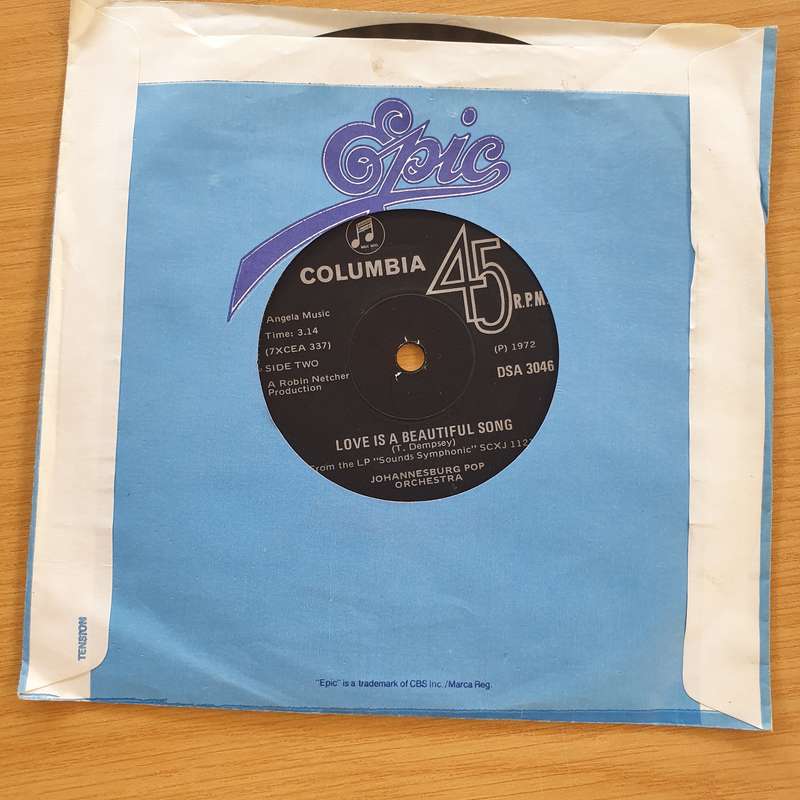 Epic
COLUMBIA
45
R.P.M.
Angela Music
Time: 3.14
(7XCEA 337)
SIDE TWO
A Robin Netcher
Production
(P) 1972
DSA 3046
LOVE IS A BEAUTIFUL SONG
(T. Dempsey)
From the LP "Sounds Symphonic" SCXJ
JOHANNESBURG POP
ORCHESTRA
TENSION
"Epic" is a trademark of CBS Inc./Marca Reg.